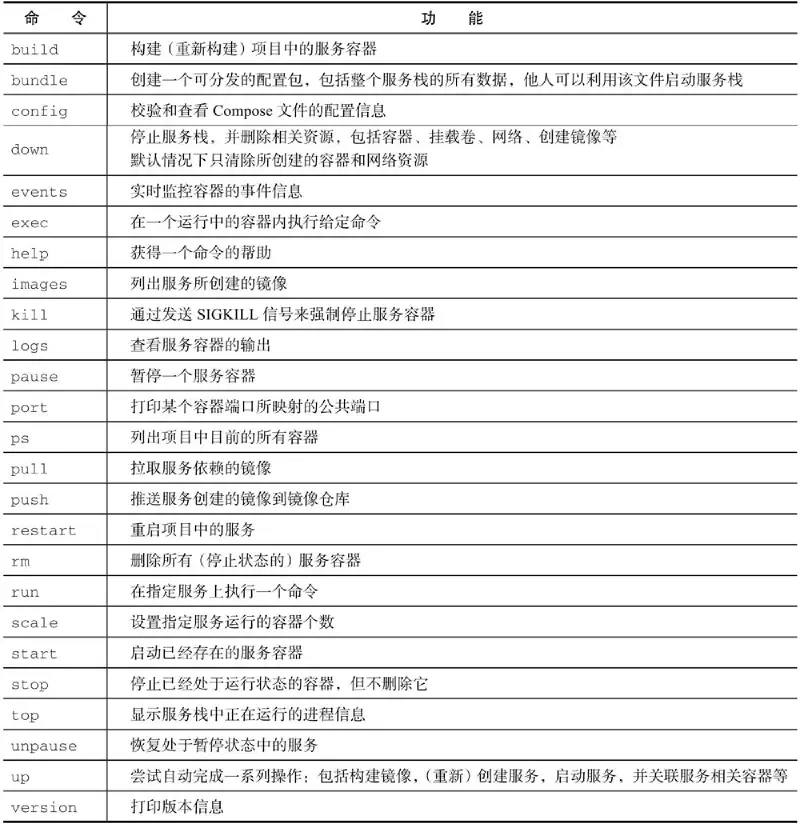 命 令 功 能
build 构建（重新构建）项目中的服务容器
bundle 创建一个可分发的配置包，包括整个服务栈的所有数据，他人可以利用该文件启动服务栈
config 校验和查看 Compose 文件的配置信息
down 停止服务栈，并删除相关资源，包括容器、挂载卷、网络、创建镜像等
默认情况下只清除所创建的容器和网络资源
events 实时监控容器的事件信息
exec 在一个运行中的容器内执行给定命令
help 获得一个命令的帮助
images 列出服务所创建的镜像
kill 通过发送 SIGKILL 信号来强制停止服务容器
logs 查看服务容器的输出
pause 暂停一个服务容器
port 打印某个容器端口所映射的公共端口
ps 列出项目中目前的所有容器
pull 拉取服务依赖的镜像
push 推送服务创建的镜像到镜像仓库
restart 重启项目中的服务
rm 删除所有（停止状态的）服务容器
run 在指定服务上执行一个命令
scale 设置指定服务运行的容器个数
start 启动已经存在的服务容器
stop 停止已经处于运行状态的容器，但不删除它
top 显示服务栈中正在运行的进程信息
unpause 恢复处于暂停状态中的服务
up 尝试自动完成一系列操作：包括构建镜像，（重新）创建服务，启动服务，并关联服务相关容器等
version 打印版本信息